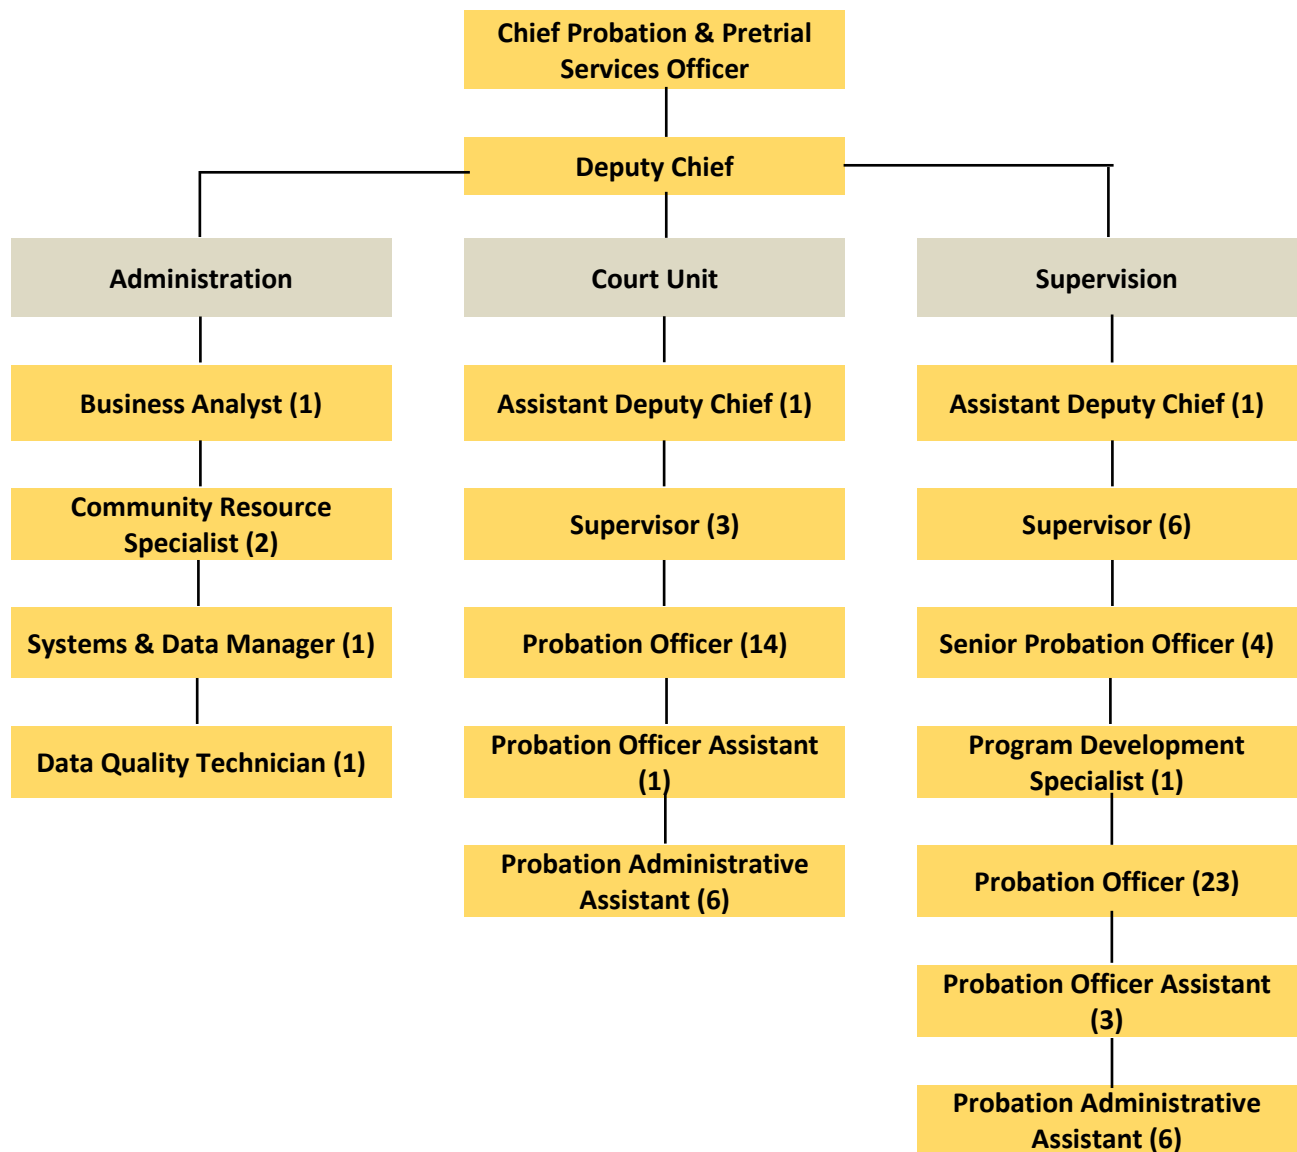 Chief Probation & Pretrial
Services Officer
Deputy Chief
Administration
Court Unit
Supervision
Business Analyst (1)
Assistant Deputy Chief (1)
Assistant Deputy Chief (1)
Community Resource
Specialist (2)
Supervisor (3)
Supervisor (6)
Systems & Data Manager (1)
Probation Officer (14)
Senior Probation Officer (4)
Data Quality Technician (1)
Probation Officer Assistant
(1)
Program Development
Specialist (1)
Probation Administrative
Assistant (6)
Probation Officer (23)
Probation Officer Assistant
(3)
Probation Administrative
Assistant (6)